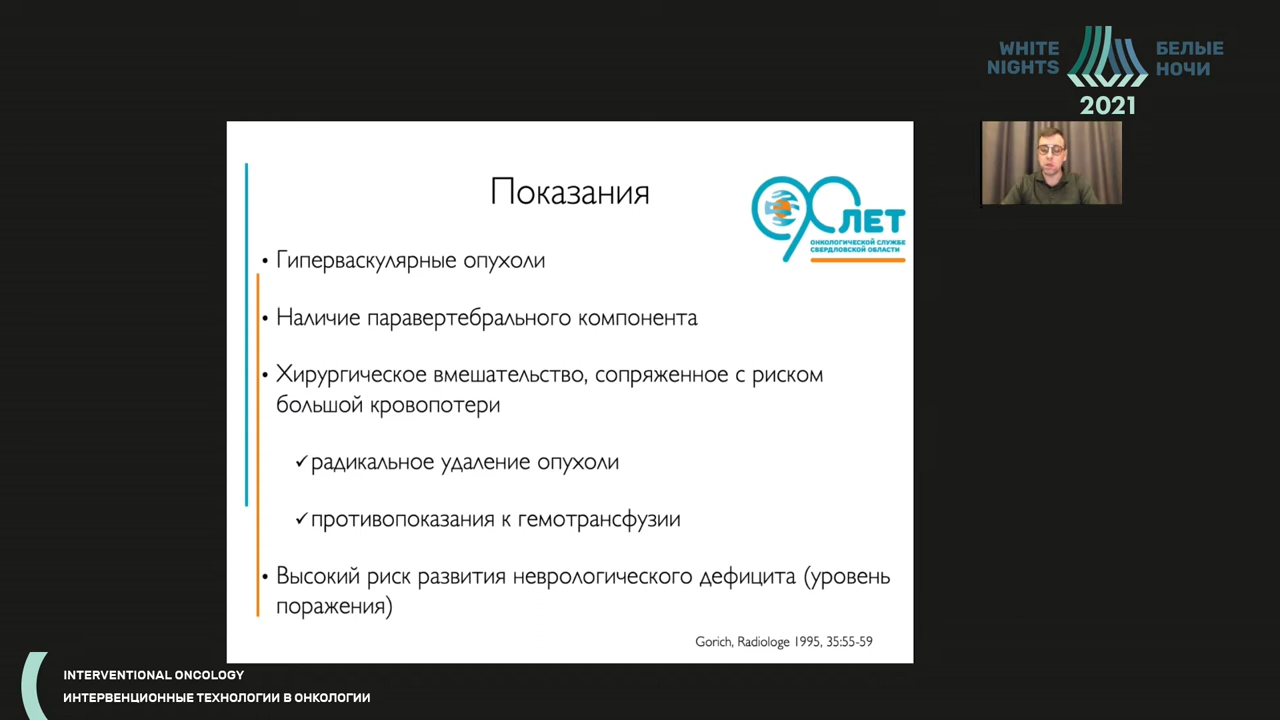 WHITE NIGHTS
БЕЛЫЕ НОЧИ
2021
Показания
90 ЛЕТ
ОНКОЛОГИЧЕСКОЙ СЛУЖБЕ
СВЕРДЛОВСКОЙ ОБЛАСТИ
• Гиперваскулярные опухоли
• Наличие паравертебрального компонента
• Хирургическое вмешательство, сопряженное с риском
большой кровопотери
✓ радикальное удаление опухоли
✓ противопоказания к гемотрансфузии
• Высокий риск развития неврологического дефицита (уровень
поражения)
Gorich, Radiologe 1995, 35:55-59
INTERVENTIONAL ONCOLOGY
ИНТЕРВЕНЦИОННЫЕ ТЕХНОЛОГИИ В ОНКОЛОГИИ